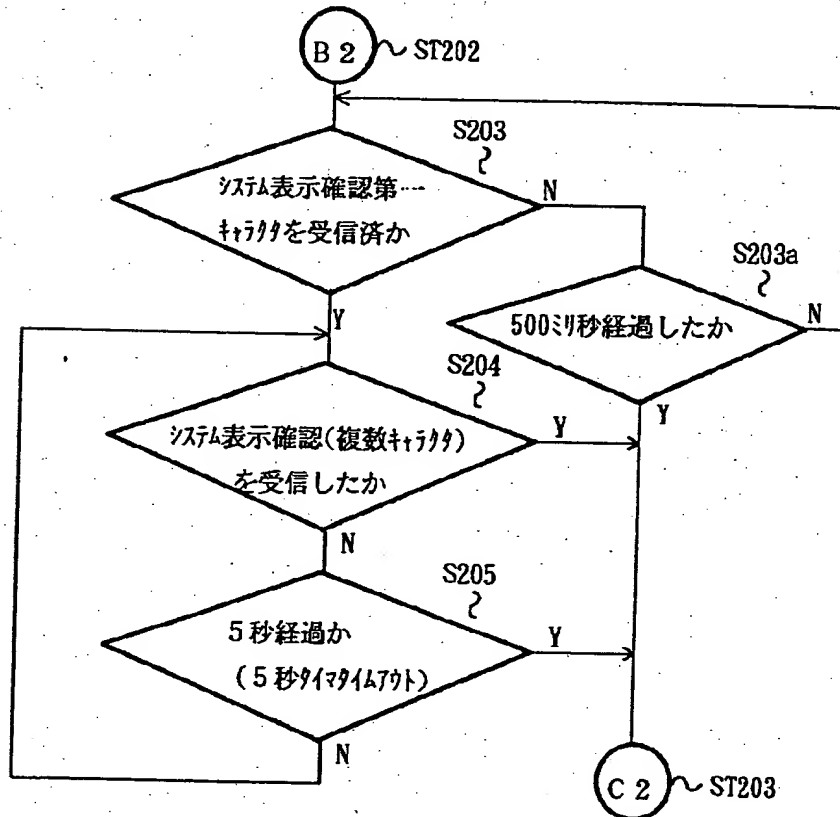 B2
ST202
S203
システム表示確認第一
キャラクタを受信済か
N
Y
S203a
500ミリ秒経過したか
N
Y
S204
システム表示確認(複数キャラクタ)
を受信したか
Y
N
S205
5秒経過か
(5秒タイマタイムアウト)
Y
N
C2
ST203